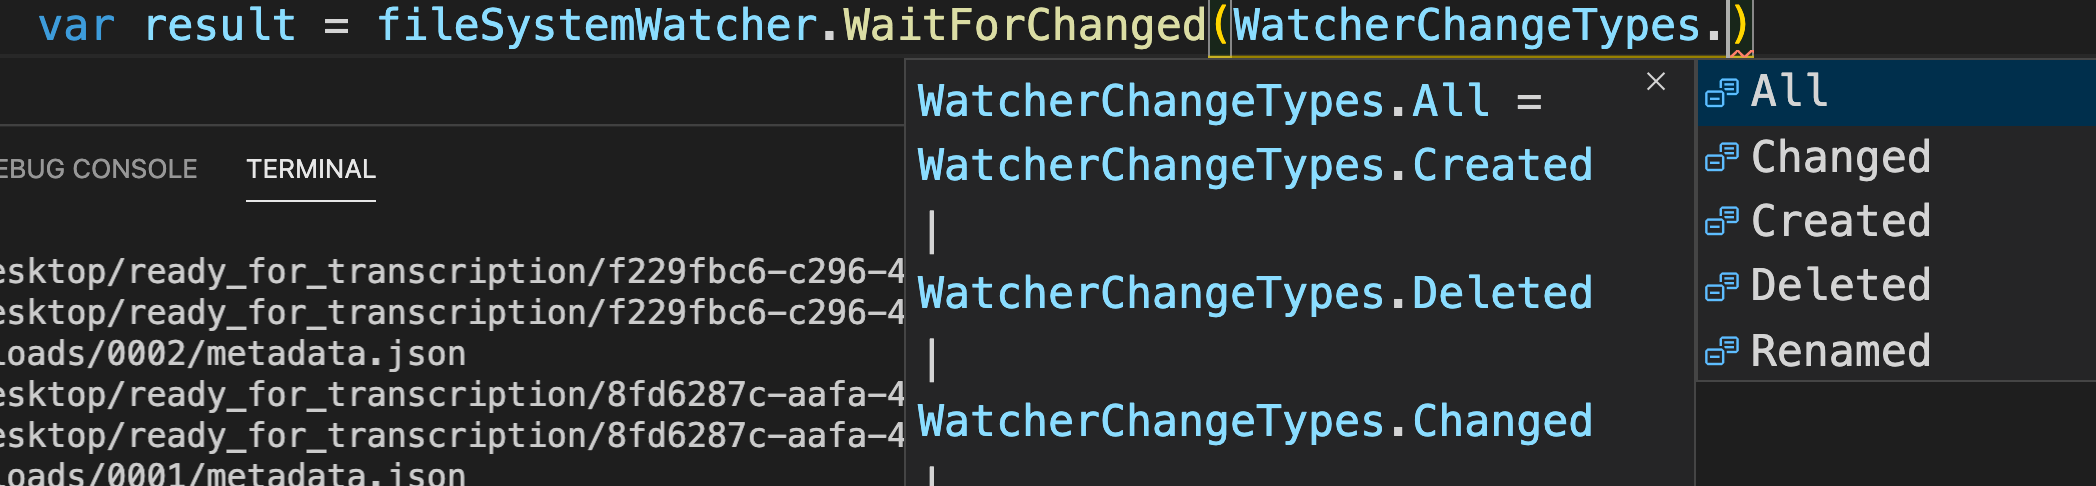 var result = fileSystemWatcher.WaitForChanged(WatcherChangeTypes.)
WatcherChangeTypes.All =
WatcherChangeTypes.Created
|
WatcherChangeTypes.Deleted
|
WatcherChangeTypes.Changed
|
All
Changed
Created
Deleted
Renamed
EBUG CONSOLE TERMINAL
esktop/ready_for_transcription/f229fbc6-c296-4
esktop/ready_for_transcription/f229fbc6-c296-4
loads/0002/metadata.json
esktop/ready_for_transcription/8fd6287c-aafa-4
esktop/ready_for_transcription/8fd6287c-aafa-4
loads/0001/metadata.json